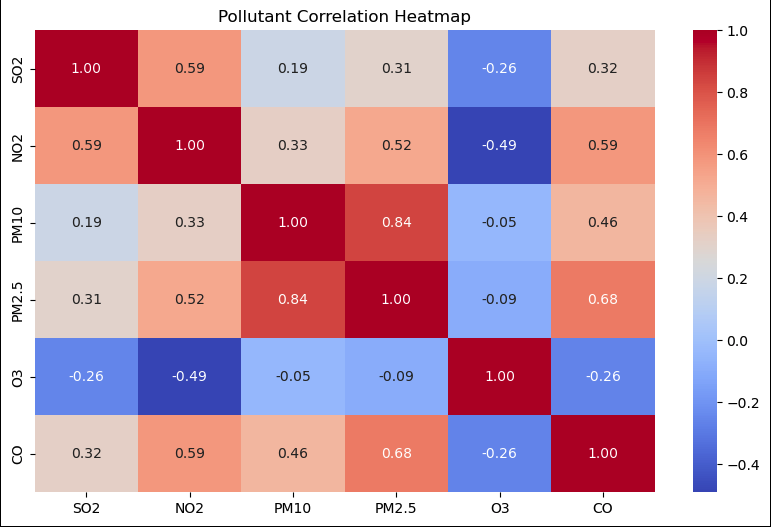 Pollutant Correlation Heatmap
SO2 1.00 0.59 0.19 0.31 -0.26 0.32
NO2 0.59 1.00 0.33 0.52 -0.49 0.59
PM10 0.19 0.33 1.00 0.84 -0.05 0.46
PM2.5 0.31 0.52 0.84 1.00 -0.09 0.68
O3 -0.26 -0.49 -0.05 -0.09 1.00 -0.26
CO 0.32 0.59 0.46 0.68 -0.26 1.00
SO2 NO2 PM10 PM2.5 O3 CO
1.0
0.8
0.6
0.4
0.2
0.0
−0.2
−0.4